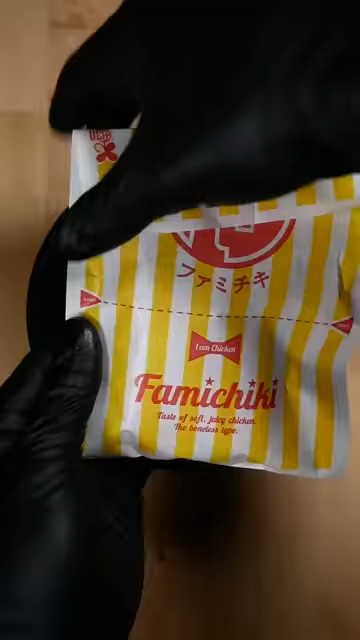 ファミチキ
I am Chicken
Famichiki
Taste of soft, juicy chicken.
The boneless type.